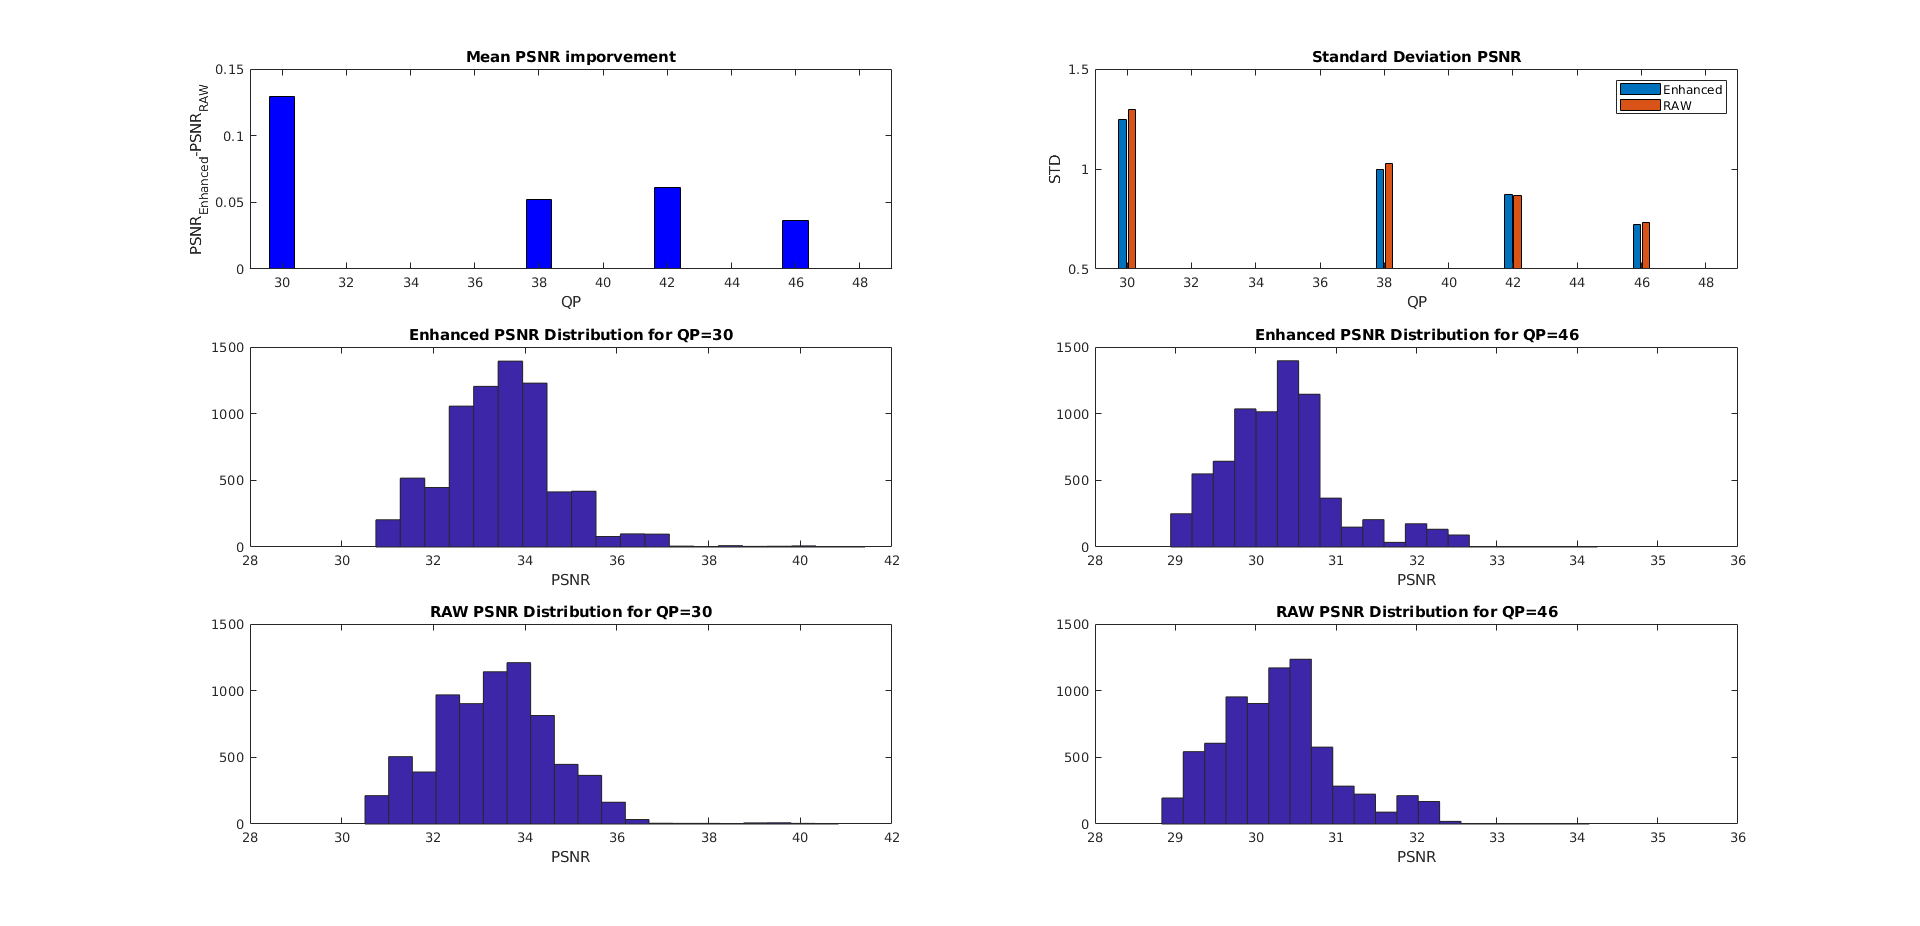 Mean PSNR imporvement
PSNR_Enhanced-PSNR_RAW
0.15
0.1
0.05
0
30 32 34 36 38 40 42 44 46 48
QP
Standard Deviation PSNR
STD
1.5
1
0.5
Enhanced
RAW
30 32 34 36 38 40 42 44 46 48
QP
Enhanced PSNR Distribution for QP=30
1500
1000
500
0
28 30 32 34 36 38 40 42
PSNR
Enhanced PSNR Distribution for QP=46
1500
1000
500
0
28 29 30 31 32 33 34 35 36
PSNR
RAW PSNR Distribution for QP=30
1500
1000
500
0
28 30 32 34 36 38 40 42
PSNR
RAW PSNR Distribution for QP=46
1500
1000
500
0
28 29 30 31 32 33 34 35 36
PSNR